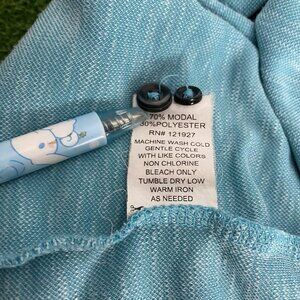 70% MODAL
30%POLYESTER
RN# 121927
MACHINE WASH COLD
GENTLE CYCLE
WITH LIKE COLORS
NON CHLORINE
BLEACH ONLY
TUMBLE DRY LOW
WARM IRON
AS NEEDED